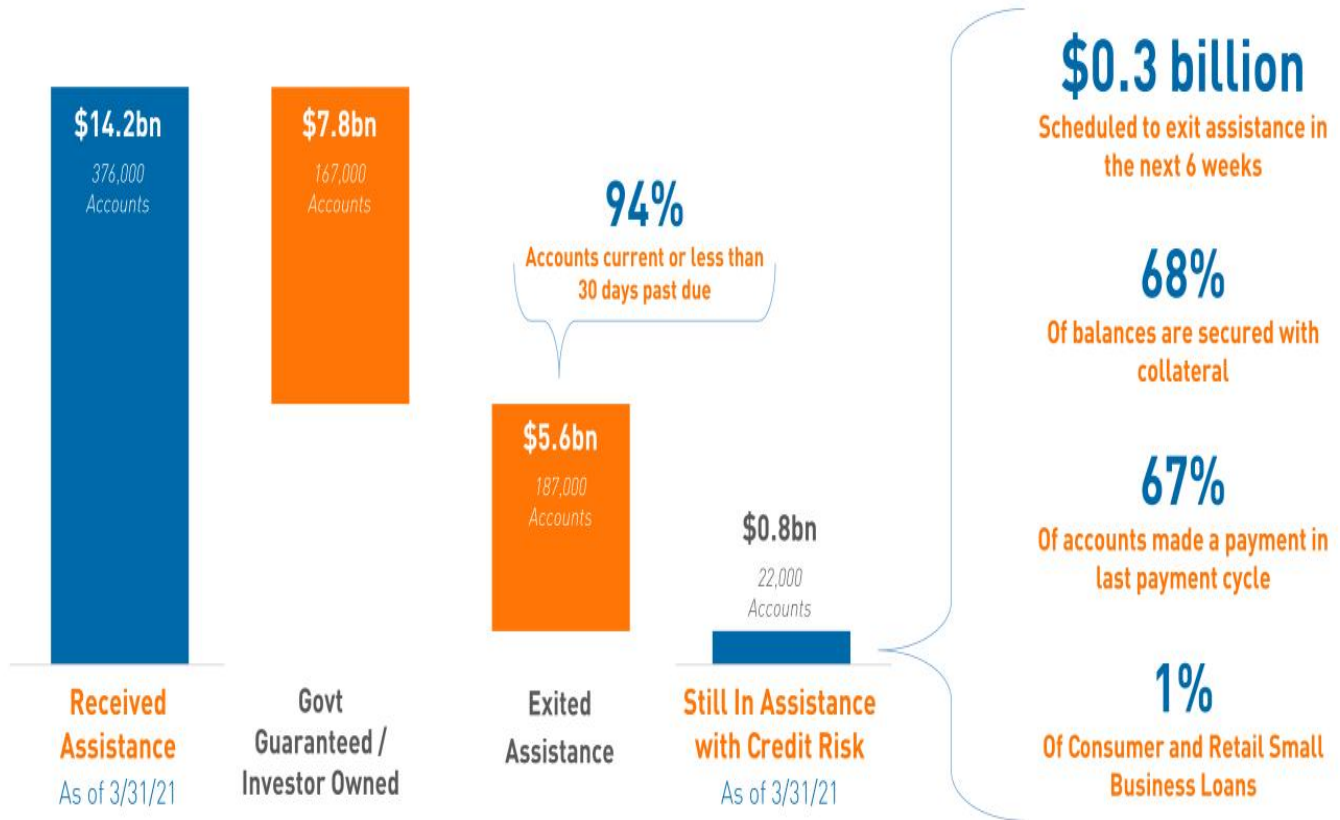 $14.2bn
376,000
Accounts
Received
Assistance
As of 3/31/21
$7.8bn
167,000
Accounts
Govt
Guaranteed /
Investor Owned
94%
Accounts current or less than
30 days past due
$5.6bn
187,000
Accounts
Exited
Assistance
$0.8bn
22,000
Accounts
Still In Assistance
with Credit Risk
As of 3/31/21
$0.3 billion
Scheduled to exit assistance in
the next 6 weeks
68%
Of balances are secured with
collateral
67%
Of accounts made a payment in
last payment cycle
1%
Of Consumer and Retail Small
Business Loans